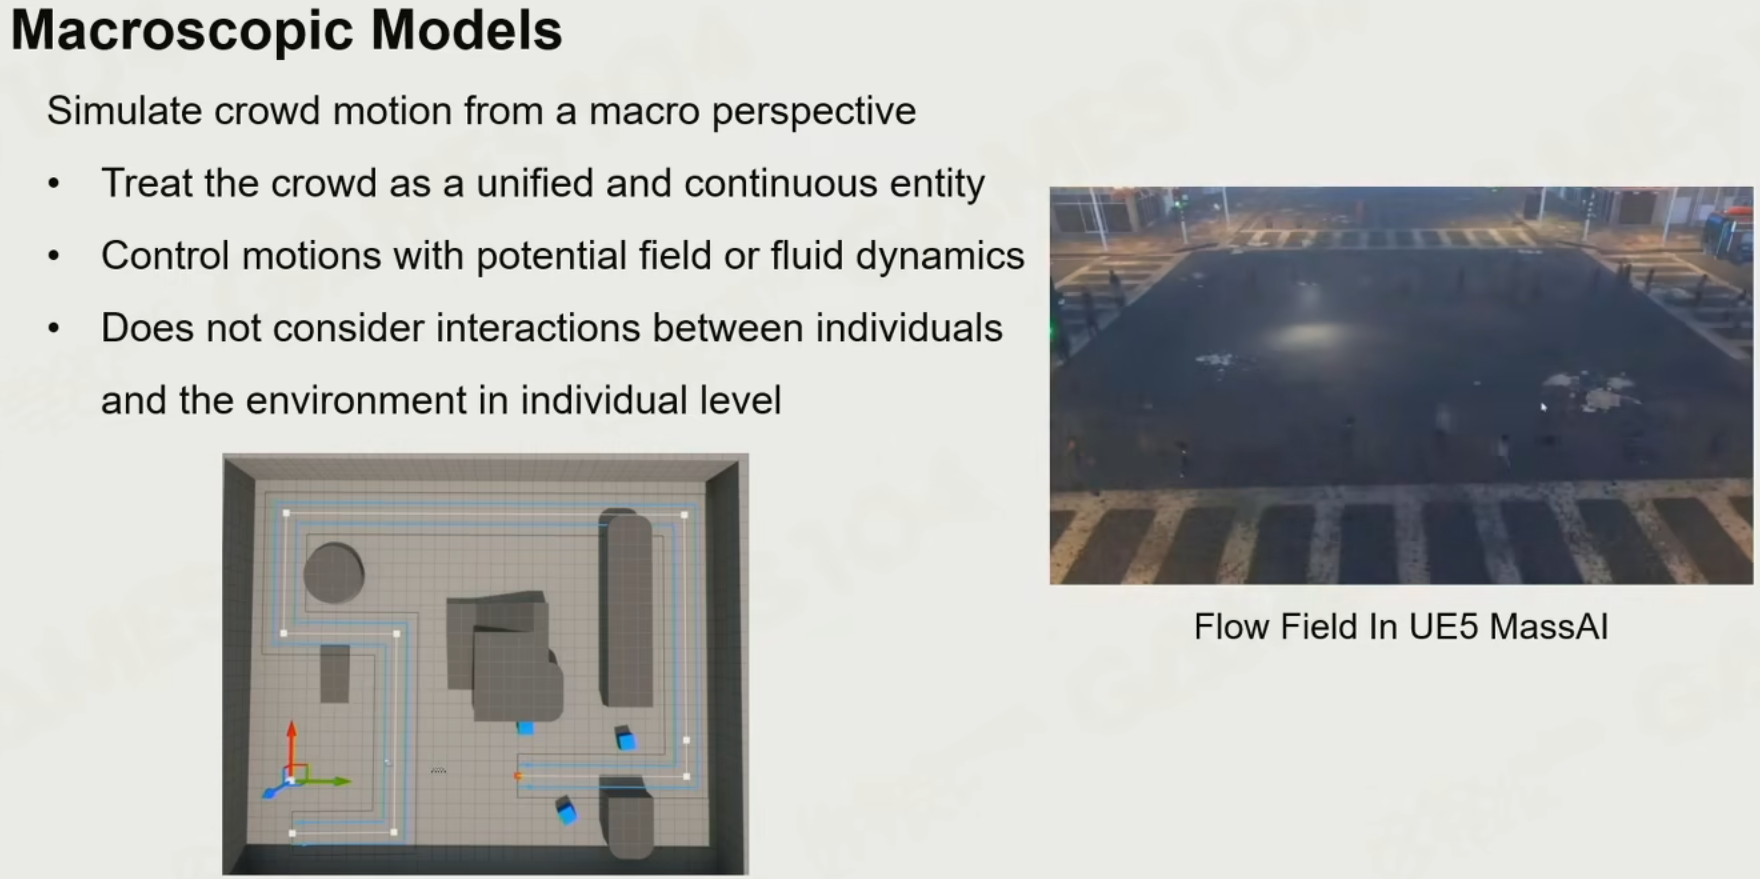 Macroscopic Models
Simulate crowd motion from a macro perspective
• Treat the crowd as a unified and continuous entity
• Control motions with potential field or fluid dynamics
• Does not consider interactions between individuals
and the environment in individual level
Flow Field In UE5 MassAI